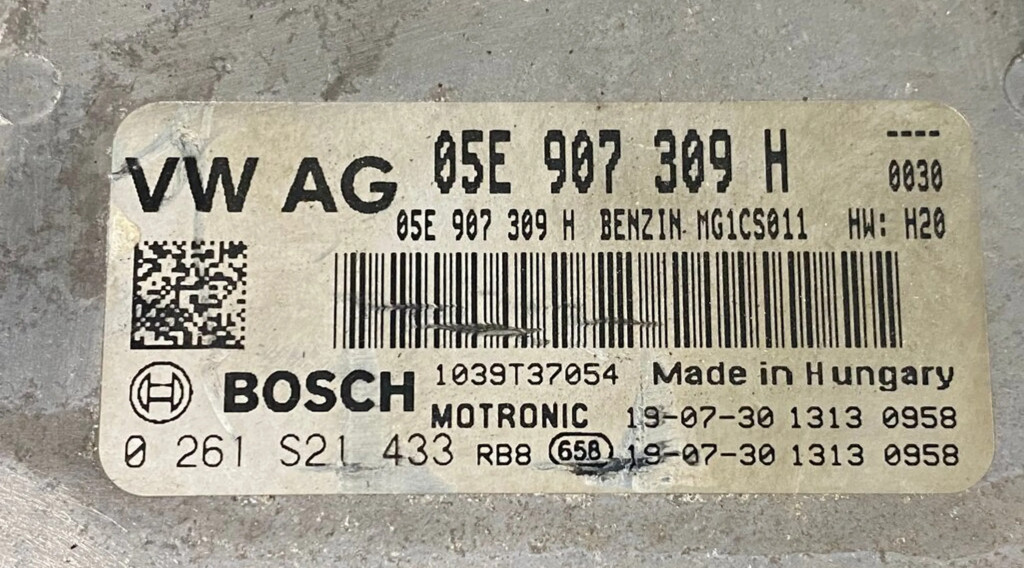 VW AG 05E 907 309 H ----
0030
05E 907 309 H BENZIN MG1CS011 HW: H20
BOSCH 1039T37054 Made in Hungary
MOTRONIC 19-07-30 1313 0958
0 261 S21 433 RB8 658 19-07-30 1313 0958